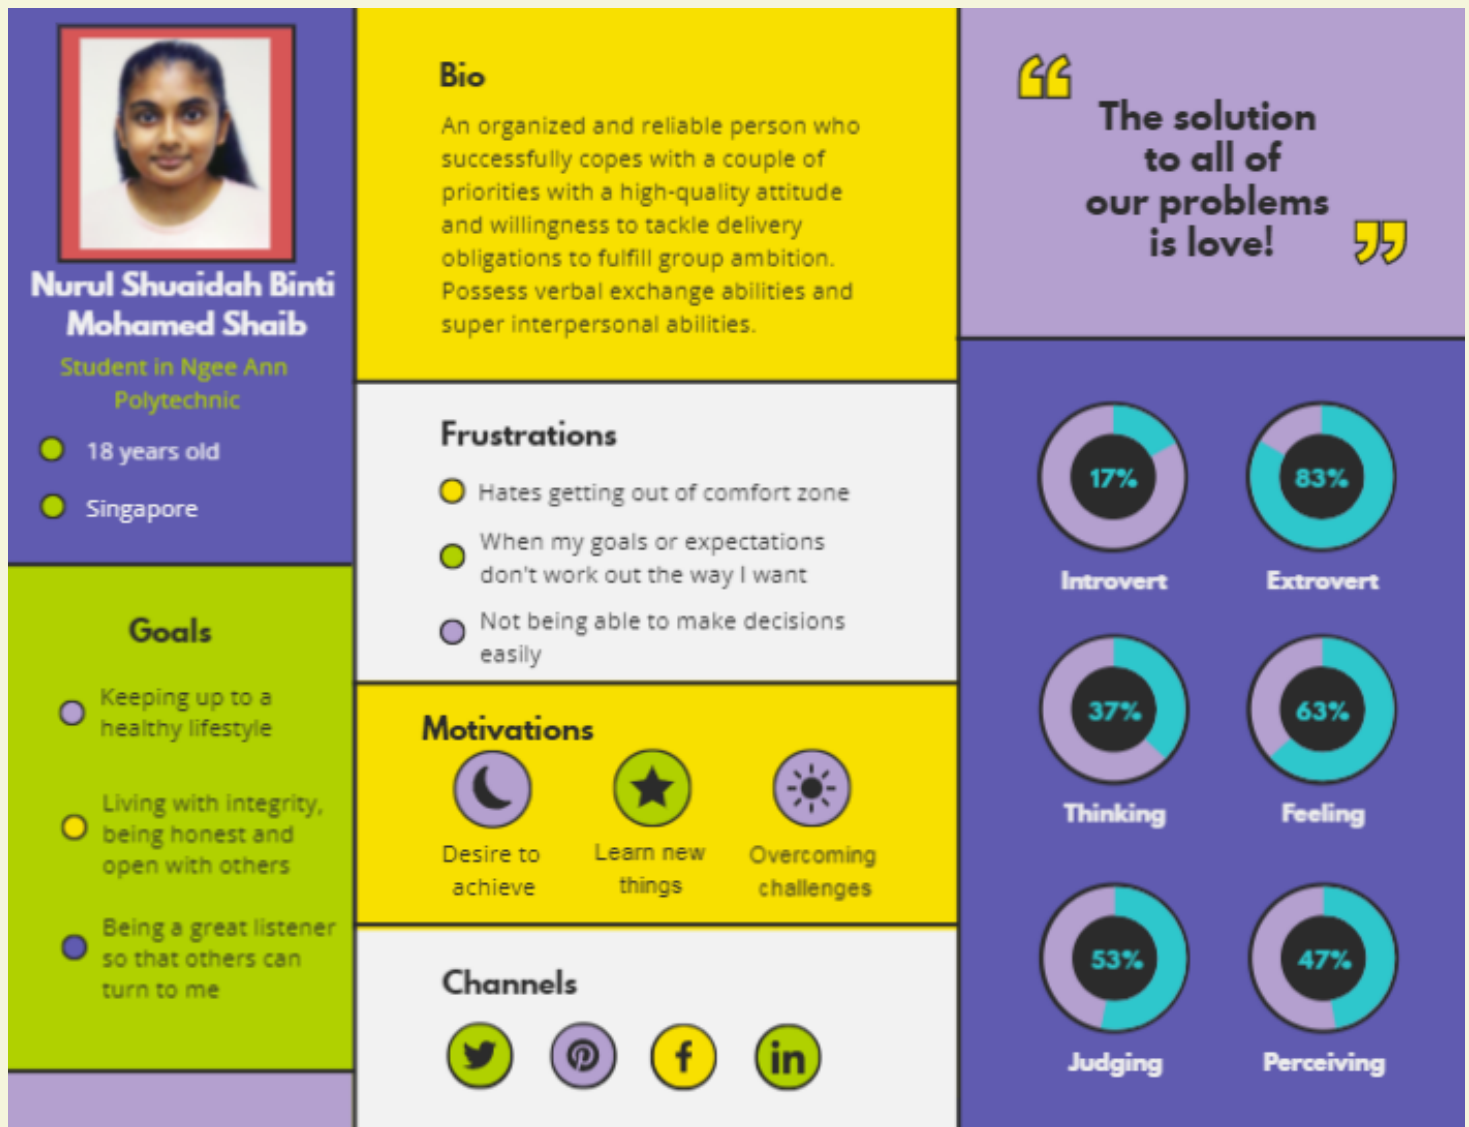 Nurul Shuaidah Binti
Mohamed Shaib
Student in Ngee Ann
Polytechnic
18 years old
Singapore
Goals
Keeping up to a
healthy lifestyle
Living with integrity,
being honest and
open with others
Being a great listener
so that others can
turn to me
Bio
An organized and reliable person who
successfully copes with a couple of
priorities with a high-quality attitude
and willingness to tackle delivery
obligations to fulfill group ambition.
Possess verbal exchange abilities and
super interpersonal abilities.
Frustrations
Hates getting out of comfort zone
When my goals or expectations
don't work out the way I want
Not being able to make decisions
easily
Motivations
Desire to
achieve
Learn new
things
Overcoming
challenges
Channels
“
The solution
to all of
our problems
is love!
”
17%
83%
Introvert
Extrovert
37%
63%
Thinking
Feeling
53%
47%
Judging
Perceiving